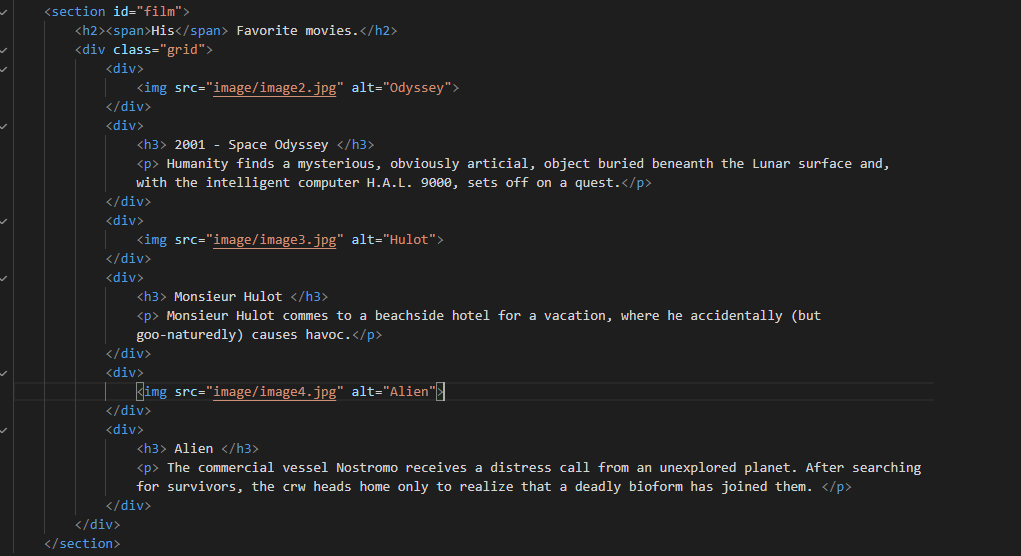 <section id="film">
<h2><span>His</span> Favorite movies.</h2>
<div class="grid">
<div>
<img src="image/image2.jpg" alt="Odyssey">
</div>
<div>
<h3> 2001 - Space Odyssey </h3>
<p> Humanity finds a mysterious, obviously articial, object buried beneanth the Lunar surface and,
with the intelligent computer H.A.L. 9000, sets off on a quest.</p>
</div>
<div>
<img src="image/image3.jpg" alt="Hulot">
</div>
<div>
<h3> Monsieur Hulot </h3>
<p> Monsieur Hulot commes to a beachside hotel for a vacation, where he accidentally (but
goo-naturedly) causes havoc.</p>
</div>
<div>
<img src="image/image4.jpg" alt="Alien">
</div>
<div>
<h3> Alien </h3>
<p> The commercial vessel Nostromo receives a distress call from an unexplored planet. After searching
for survivors, the crw heads home only to realize that a deadly bioform has joined them. </p>
</div>
</div>
</section>